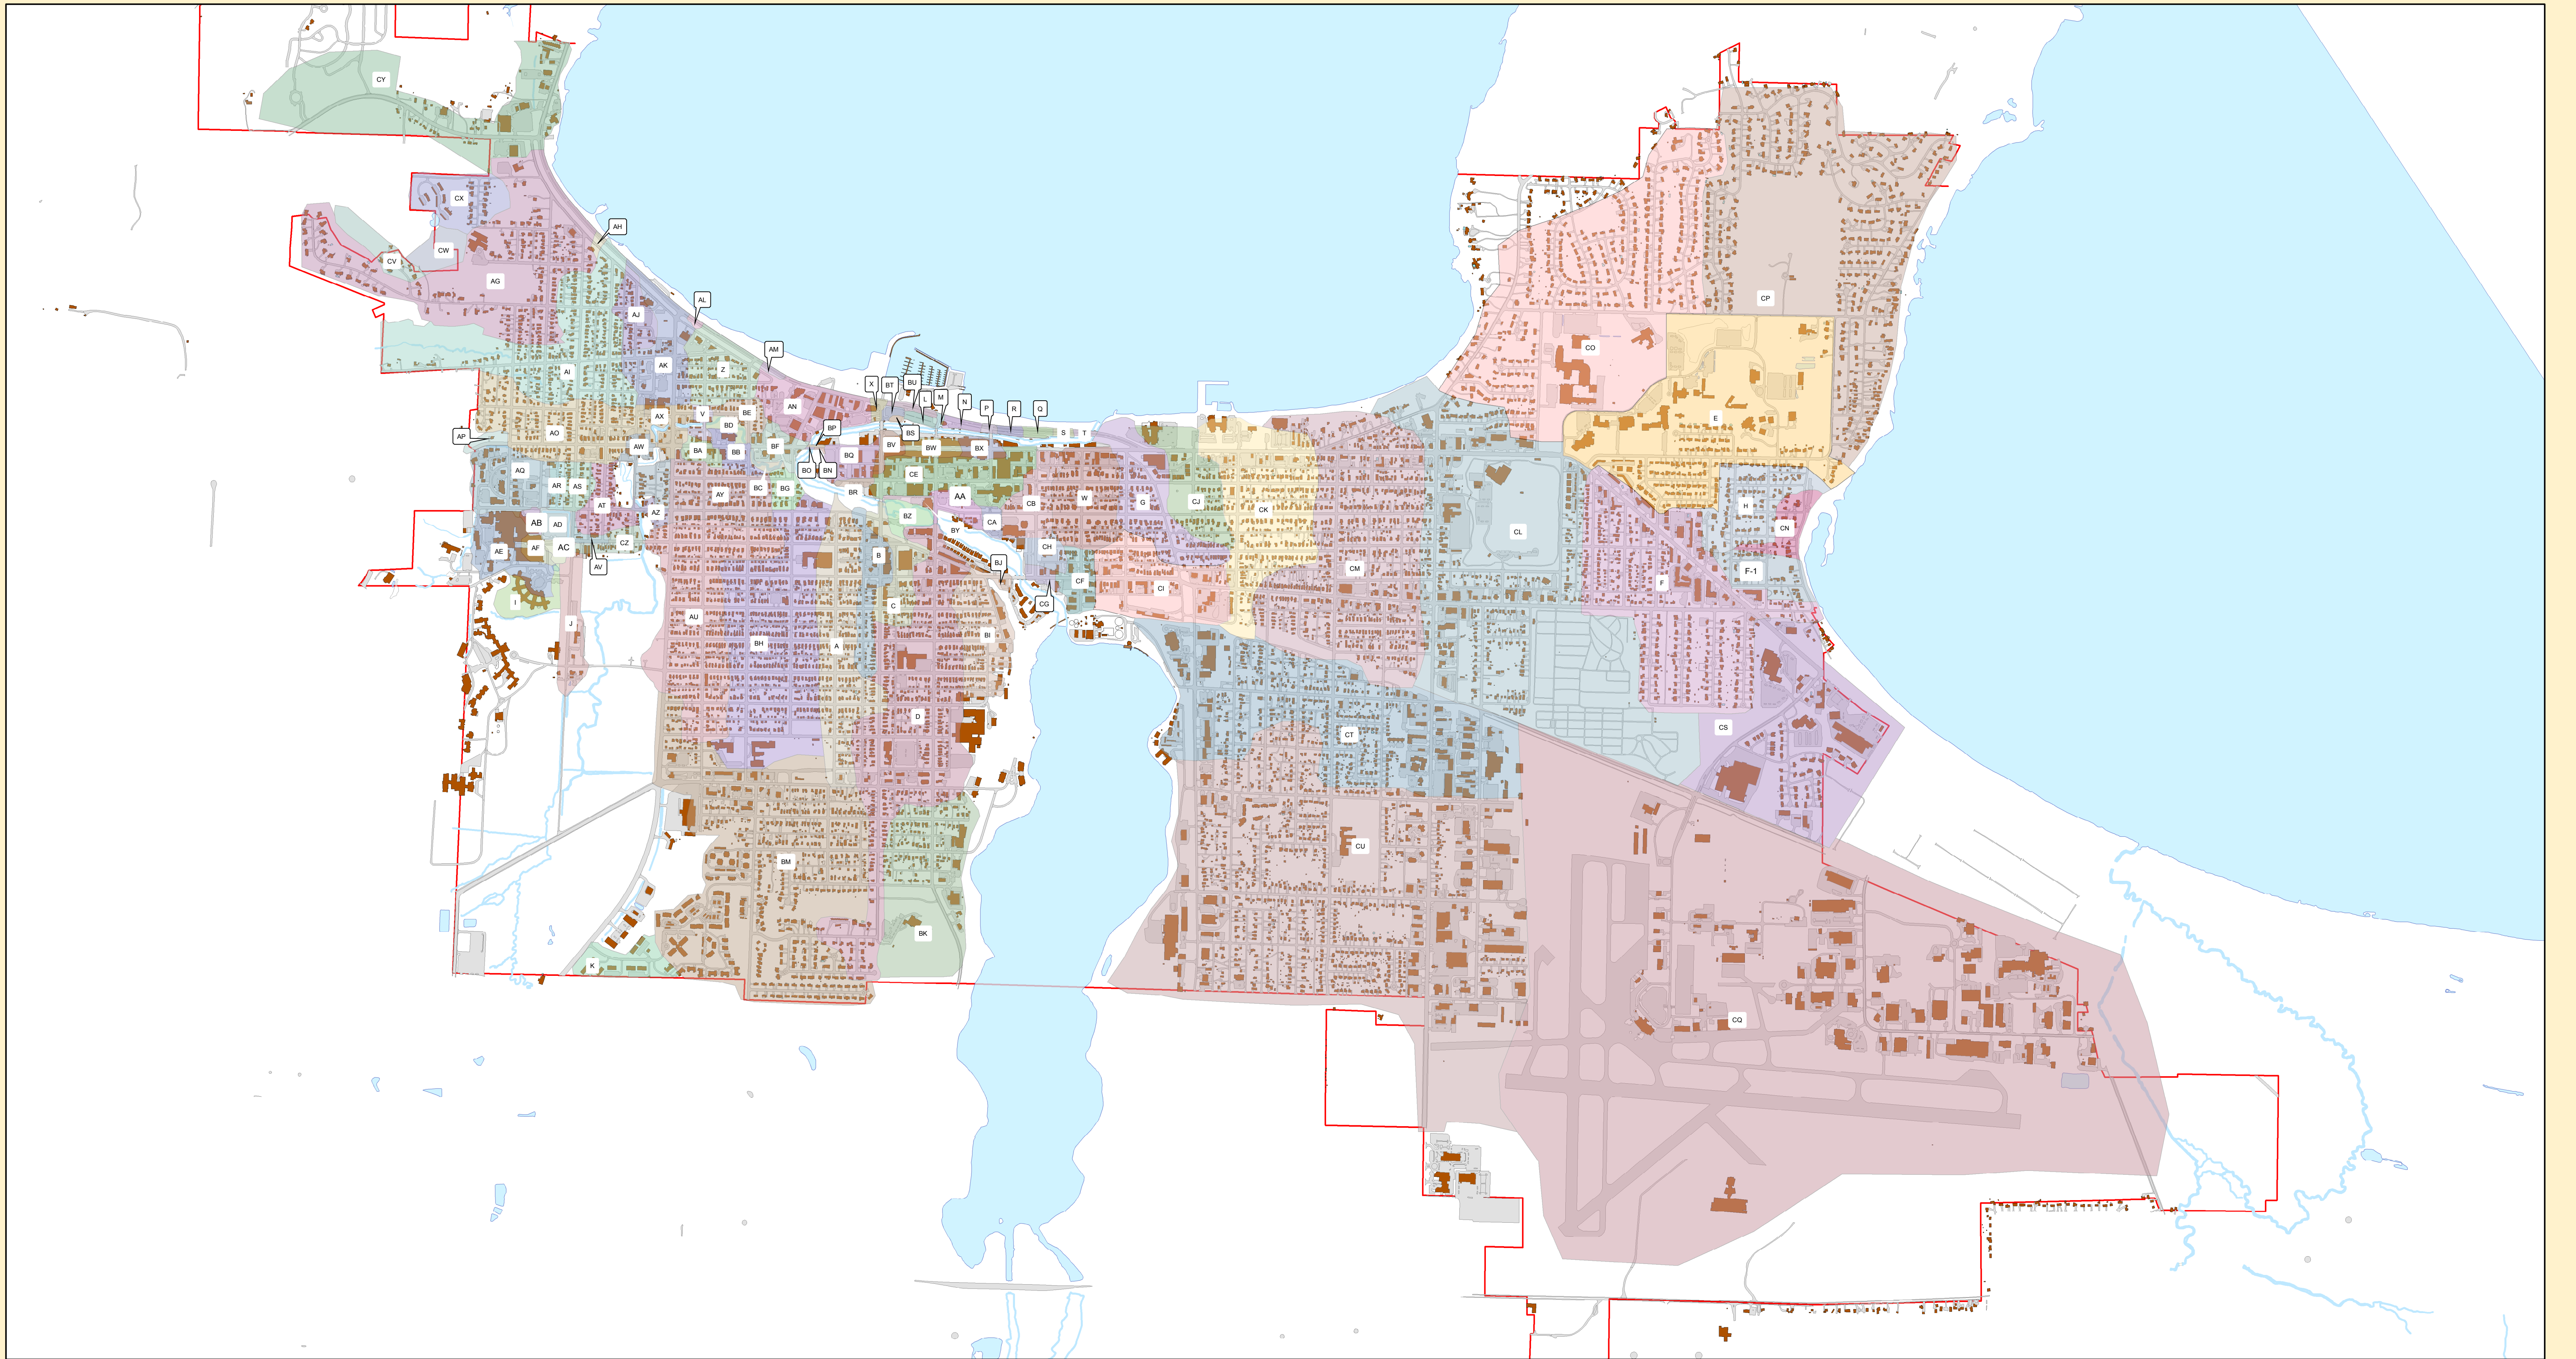 CY
CX
AH
CW
CV
AG
CP
AL
AJ
CO
AM
AK
Z
AI
X
BT
BU
L
M
N
P
R
Q
AN
V
BE
AX
E
BD
BP
S
T
AO
AP
BS
BF
BV
BW
BX
AW
BA
BB
BQ
AQ
BO
BN
CE
AR
AS
BC
BG
AY
BR
AA
CB
W
G
CJ
AT
H
CK
AZ
BZ
CA
AB
AD
CN
BY
CL
CZ
AE
AF
AC
CH
B
AV
BJ
CM
F-1
CF
F
CI
I
C
CG
AU
J
BI
BH
A
D
CS
CT
CU
BM
BK
K
CQ